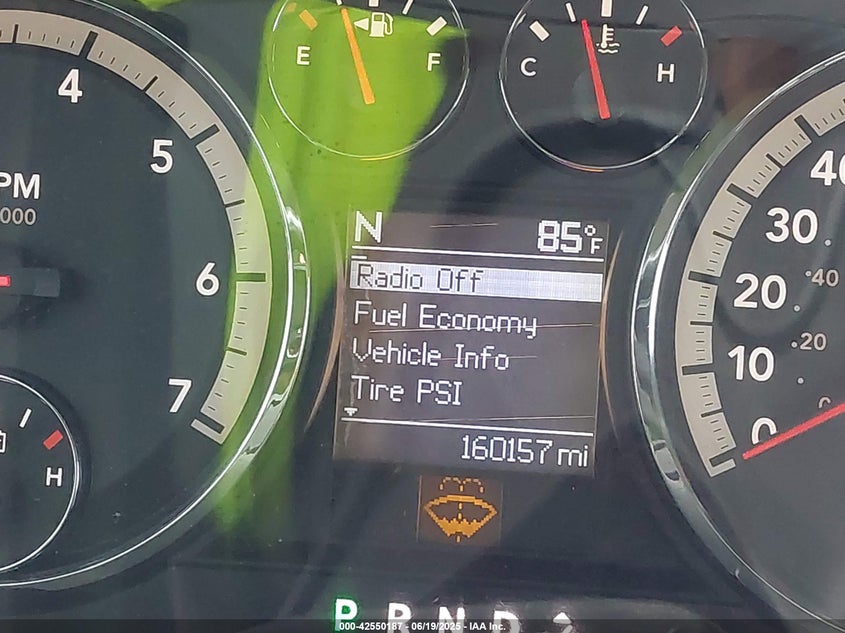 4
5
6
7
PM
000
H
E
F
C
H
N 85°F
Radio Off
Fuel Economy
Vehicle Info
Tire PSI
160157 mi
40
30
20
10
0
40
20
0
P R N D
000-42550187 - 06/19/2025 - IAA Inc.